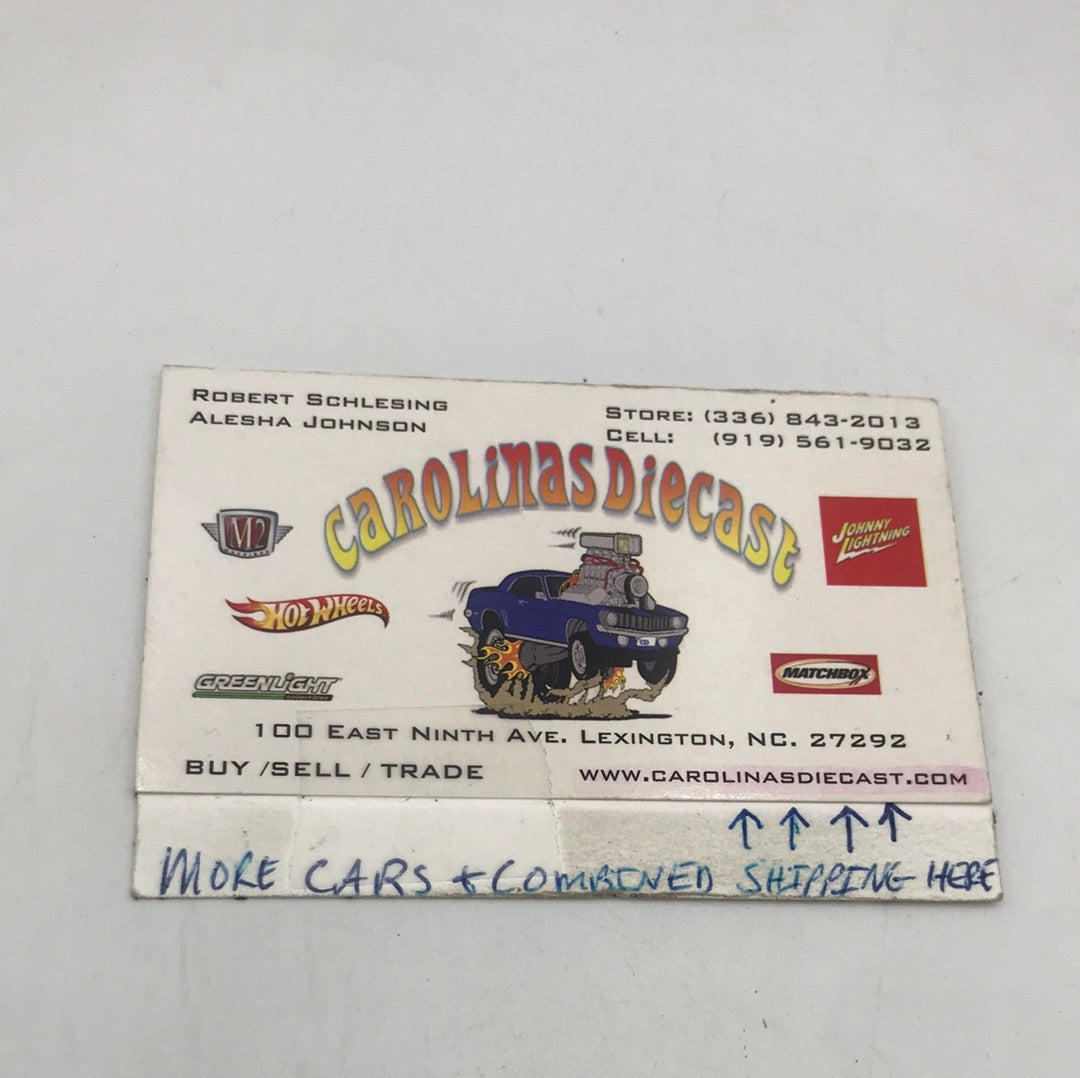 ROBERT SCHLESING
ALESHA JOHNSON
STORE: (336) 843-2013
CELL: (919) 561-9032
CAROLINAS DIECAST
M2
JOHNNY
LIGHTNING
HOT WHEELS
GREENLIGHT
MATCHBOX
100 EAST NINTH AVE. LEXINGTON, NC. 27292
BUY /SELL / TRADE
WWW.CAROLINASDIECAST.COM
MORE CARS + COMBINED SHIPPING HERE